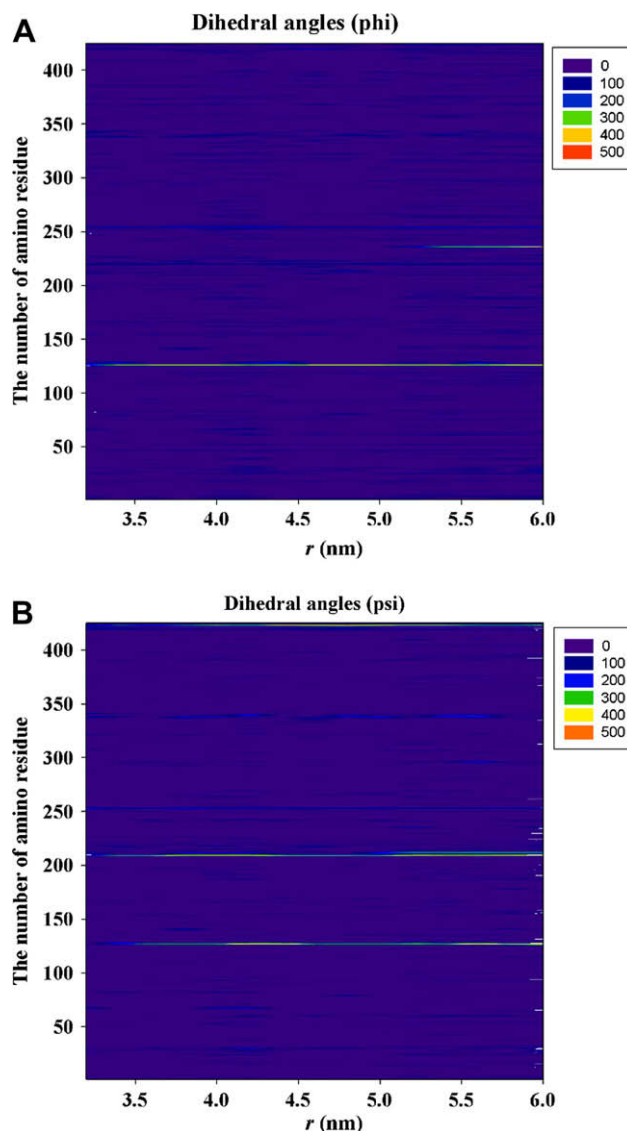 A
Dihedral angles (phi)
The number of amino residue
400
350
300
250
200
150
100
50
3.5 4.0 4.5 5.0 5.5 6.0
r (nm)
0
100
200
300
400
500
B
Dihedral angles (psi)
The number of amino residue
400
350
300
250
200
150
100
50
3.5 4.0 4.5 5.0 5.5 6.0
r (nm)
0
100
200
300
400
500